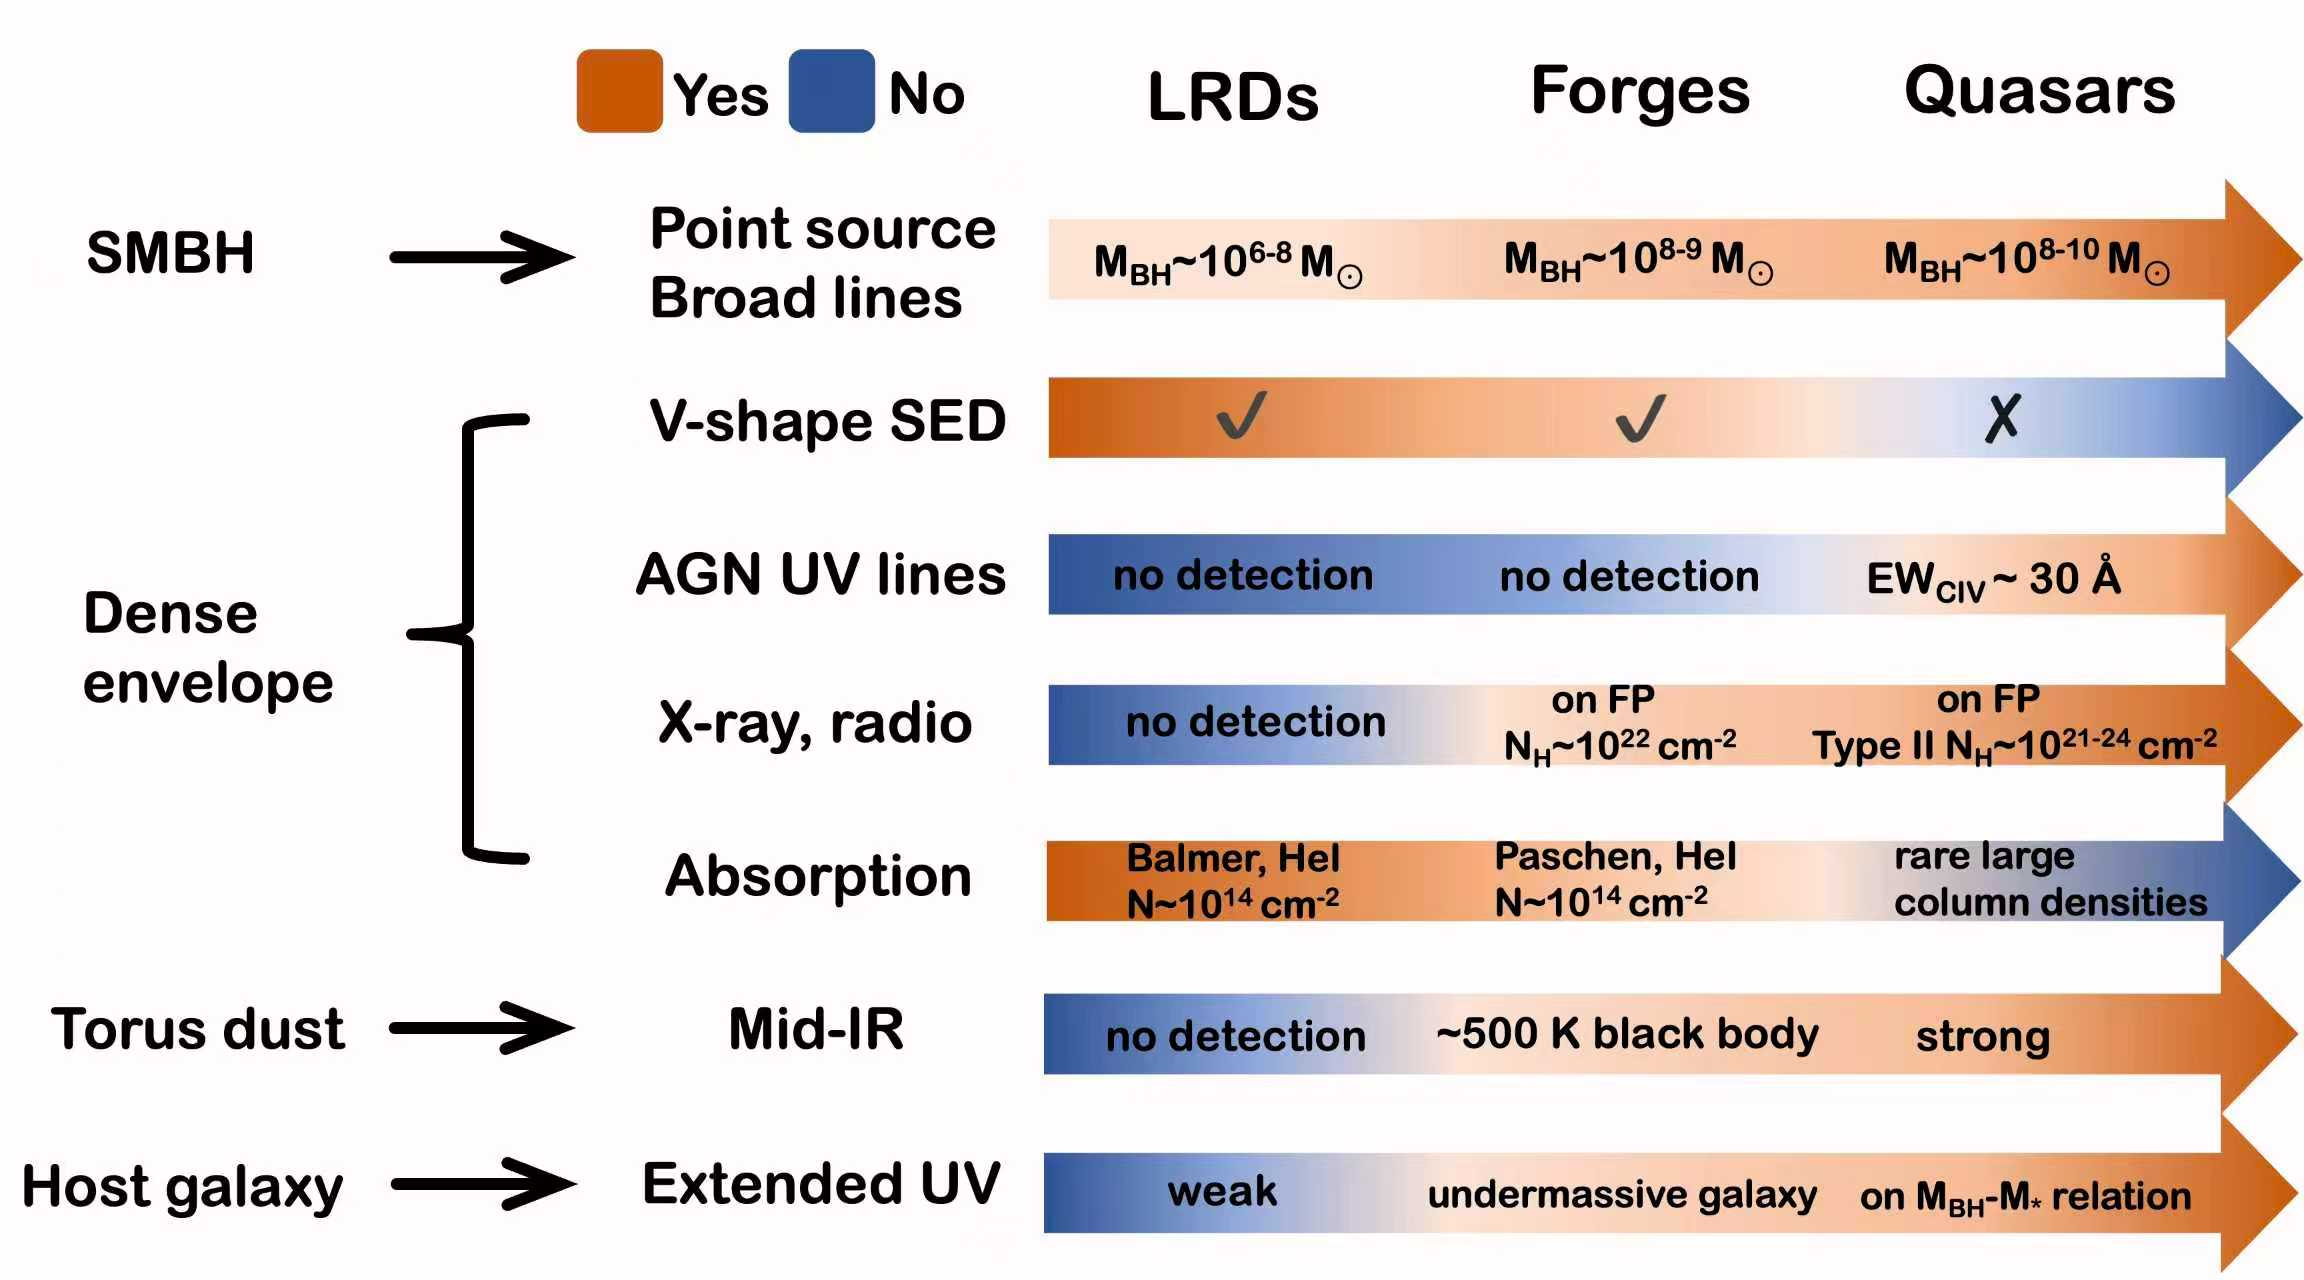 Yes No LRDs Forges Quasars
SMBH
Point source
Broad lines
M_BH~10^6-8 M_⊙ M_BH~10^8-9 M_⊙ M_BH~10^8-10 M_⊙
Dense
envelope
V-shape SED ✓ ✓ ✗
AGN UV lines no detection no detection EW_CIV ~ 30 Å
X-ray, radio no detection
on FP
N_H~10^22 cm^-2
on FP
Type II N_H~10^21-24 cm^-2
Absorption
Balmer, HeI
N~10^14 cm^-2
Paschen, HeI
N~10^14 cm^-2
rare large
column densities
Torus dust Mid-IR no detection ~500 K black body strong
Host galaxy Extended UV weak undermassive galaxy on M_BH-M_* relation